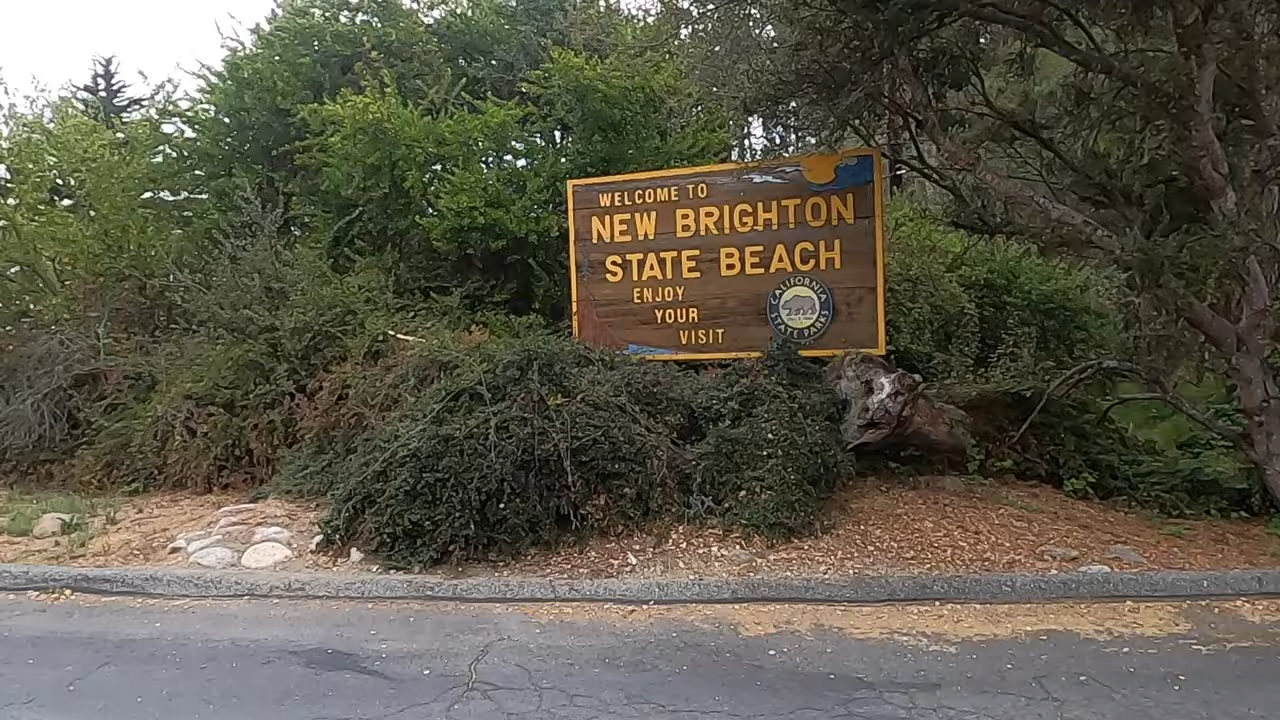 WELCOME TO
NEW BRIGHTON
STATE BEACH
ENJOY
YOUR
VISIT
CALIFORNIA
STATE PARKS